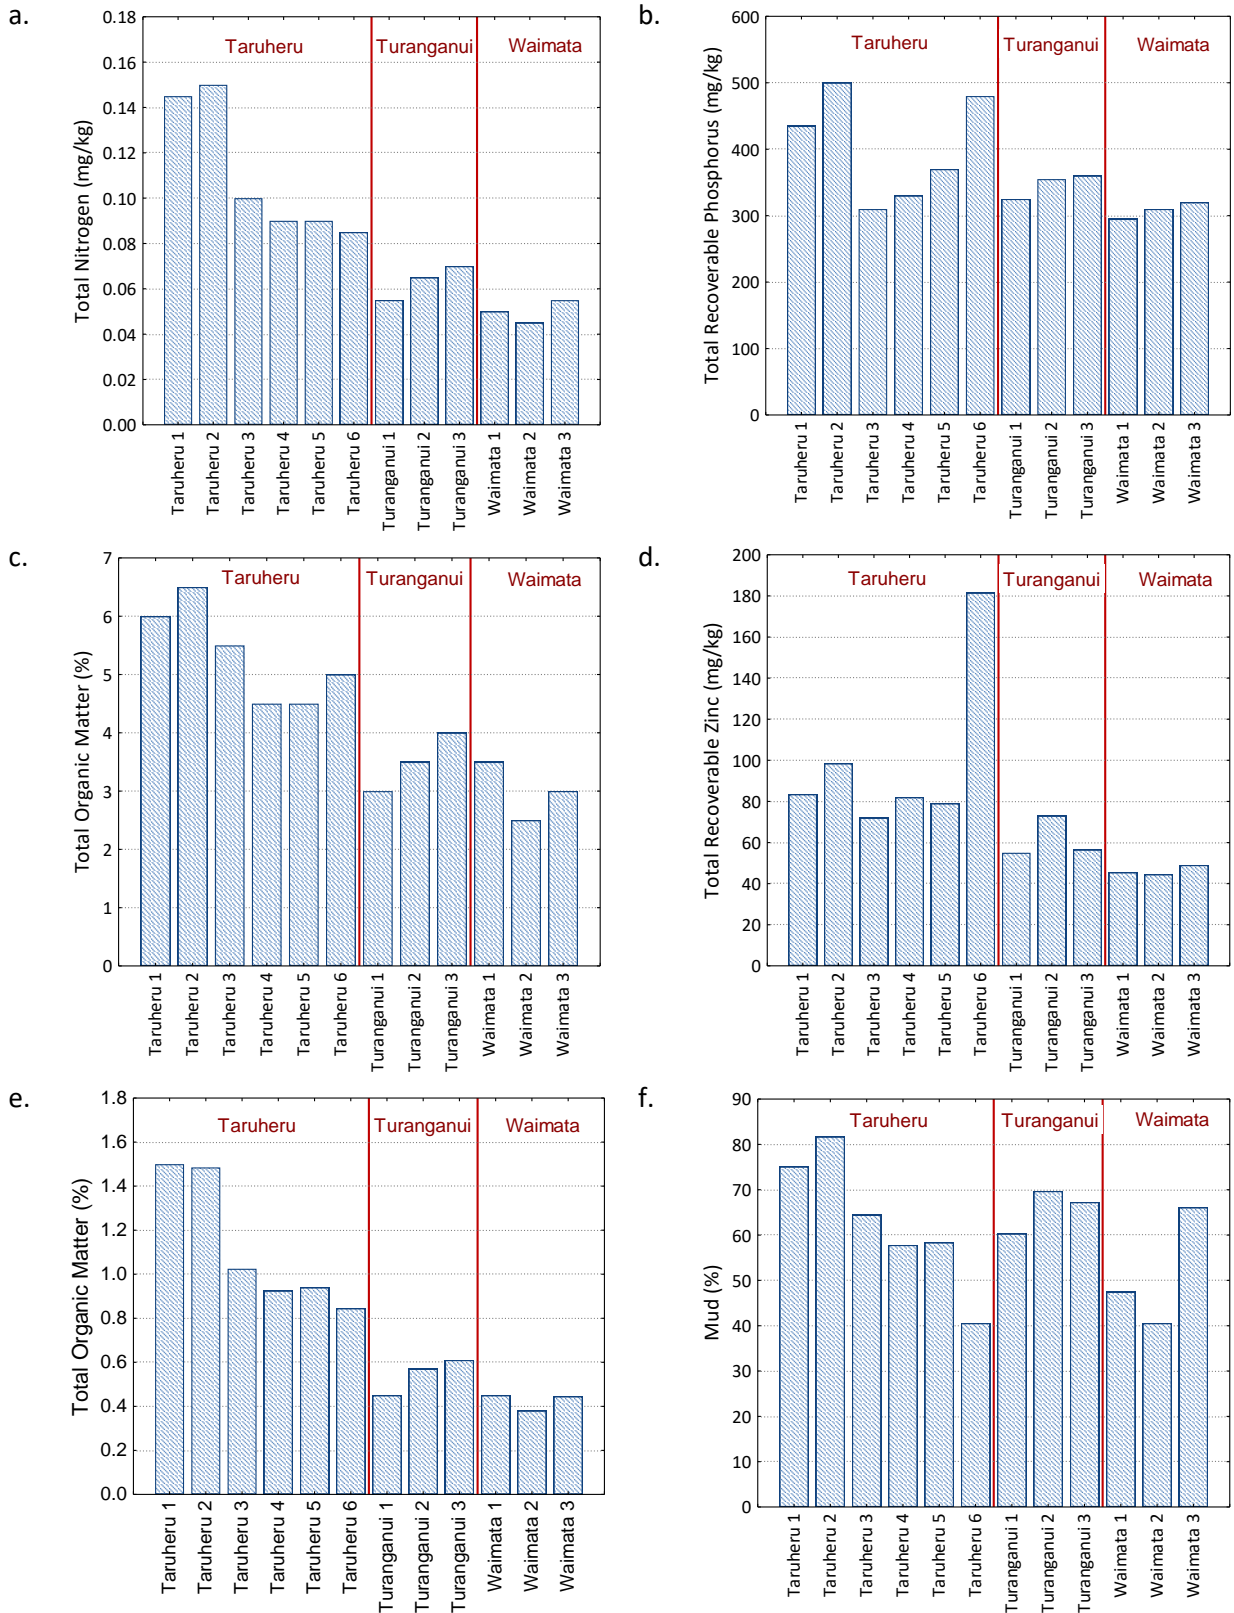 a.
Total Nitrogen (mg/kg)
0.18
0.16
0.14
0.12
0.10
0.08
0.06
0.04
0.02
0.00
Taruheru
Turanganui
Waimata
Taruheru 1
Taruheru 2
Taruheru 3
Taruheru 4
Taruheru 5
Taruheru 6
Turanganui 1
Turanganui 2
Turanganui 3
Waimata 1
Waimata 2
Waimata 3
b.
Total Recoverable Phosphorus (mg/kg)
600
500
400
300
200
100
0
Taruheru
Turanganui
Waimata
Taruheru 1
Taruheru 2
Taruheru 3
Taruheru 4
Taruheru 5
Taruheru 6
Turanganui 1
Turanganui 2
Turanganui 3
Waimata 1
Waimata 2
Waimata 3
c.
Total Organic Matter (%)
7
6
5
4
3
2
1
0
Taruheru
Turanganui
Waimata
Taruheru 1
Taruheru 2
Taruheru 3
Taruheru 4
Taruheru 5
Taruheru 6
Turanganui 1
Turanganui 2
Turanganui 3
Waimata 1
Waimata 2
Waimata 3
d.
Total Recoverable Zinc (mg/kg)
200
180
160
140
120
100
80
60
40
20
0
Taruheru
Turanganui
Waimata
Taruheru 1
Taruheru 2
Taruheru 3
Taruheru 4
Taruheru 5
Taruheru 6
Turanganui 1
Turanganui 2
Turanganui 3
Waimata 1
Waimata 2
Waimata 3
e.
Total Organic Matter (%)
1.8
1.6
1.4
1.2
1.0
0.8
0.6
0.4
0.2
0.0
Taruheru
Turanganui
Waimata
Taruheru 1
Taruheru 2
Taruheru 3
Taruheru 4
Taruheru 5
Taruheru 6
Turanganui 1
Turanganui 2
Turanganui 3
Waimata 1
Waimata 2
Waimata 3
f.
Mud (%)
90
80
70
60
50
40
30
20
10
0
Taruheru
Turanganui
Waimata
Taruheru 1
Taruheru 2
Taruheru 3
Taruheru 4
Taruheru 5
Taruheru 6
Turanganui 1
Turanganui 2
Turanganui 3
Waimata 1
Waimata 2
Waimata 3